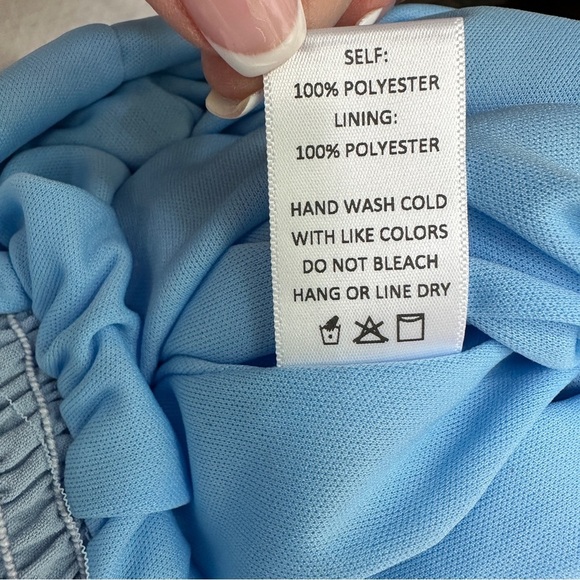 SELF:
100% POLYESTER
LINING:
100% POLYESTER
HAND WASH COLD
WITH LIKE COLORS
DO NOT BLEACH
HANG OR LINE DRY